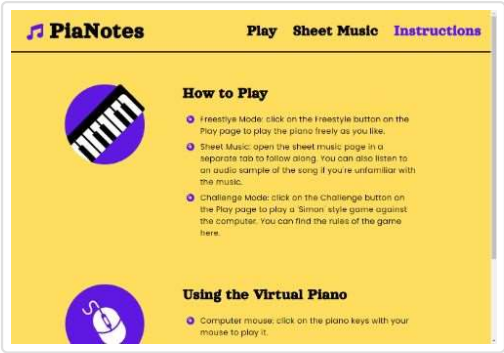 PiaNotes
Play Sheet Music Instructions
How to Play
Freestlye Mode: click on the Freestyle button on the
Play page to play the piano freely as you like.
Sheet Music: open the sheet music page in a
separate tab to follow along. You can also listen to
an audio sample of the song if you're unfamiliar with
the music.
Challenge Mode: click on the Challenge button on
the Play page to play a 'Simon' style game against
the computer. You can find the rules of the game
here.
Using the Virtual Piano
Computer mouse: click on the piano keys with your
mouse to play it.